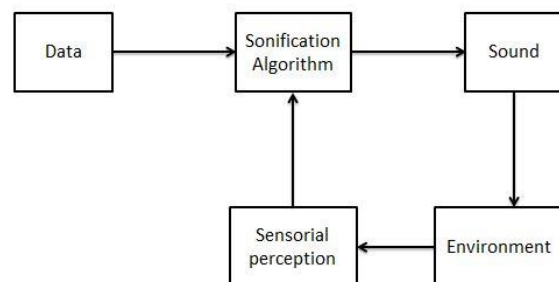 Data
Sonification
Algorithm
Sound
Sensorial
perception
Environment